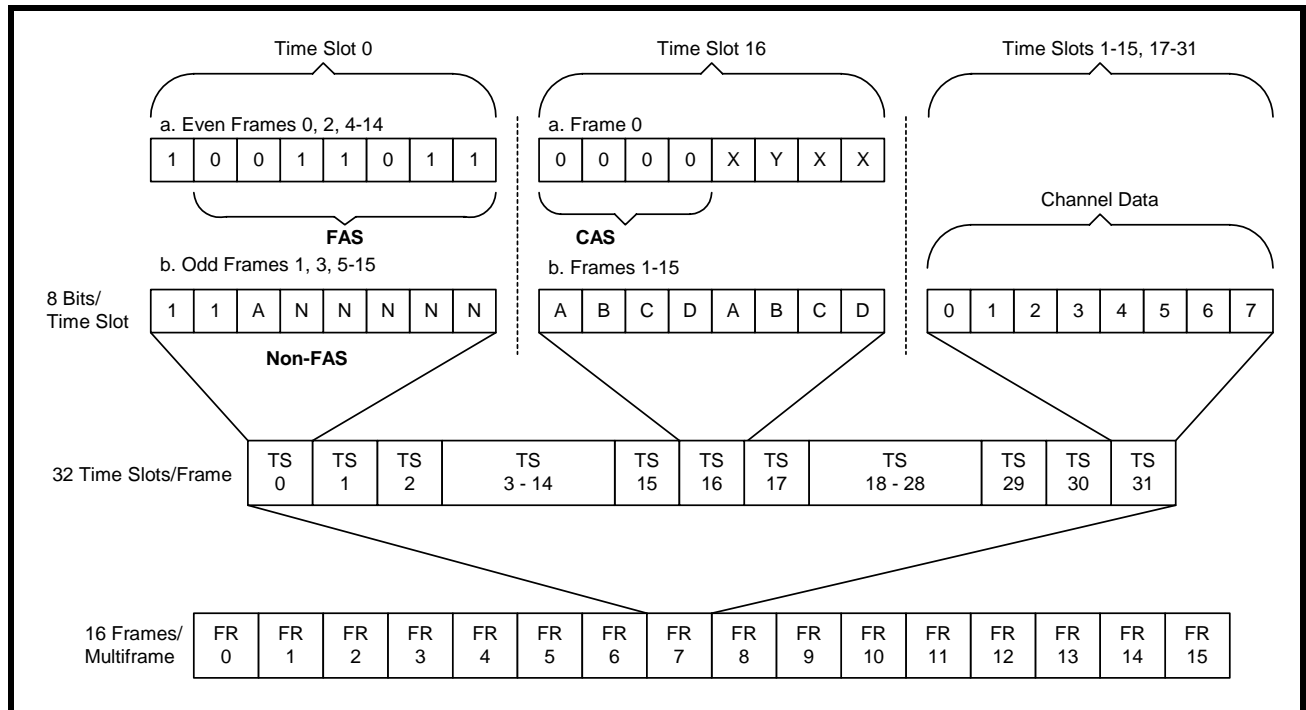 Time Slot 0
Time Slot 16
Time Slots 1-15, 17-31
a. Even Frames 0, 2, 4-14
a. Frame 0
1 0 0 1 1 0 1 1
0 0 0 0 X Y X X
Channel Data
FAS
CAS
b. Odd Frames 1, 3, 5-15
b. Frames 1-15
8 Bits/
Time Slot
1 1 A N N N N N
A B C D A B C D
0 1 2 3 4 5 6 7
Non-FAS
32 Time Slots/Frame
TS TS TS TS TS TS TS TS TS TS TS
0 1 2 3 - 14 15 16 17 18 - 28 29 30 31
16 Frames/
Multiframe
FR FR FR FR FR FR FR FR FR FR FR FR FR FR FR FR
0 1 2 3 4 5 6 7 8 9 10 11 12 13 14 15